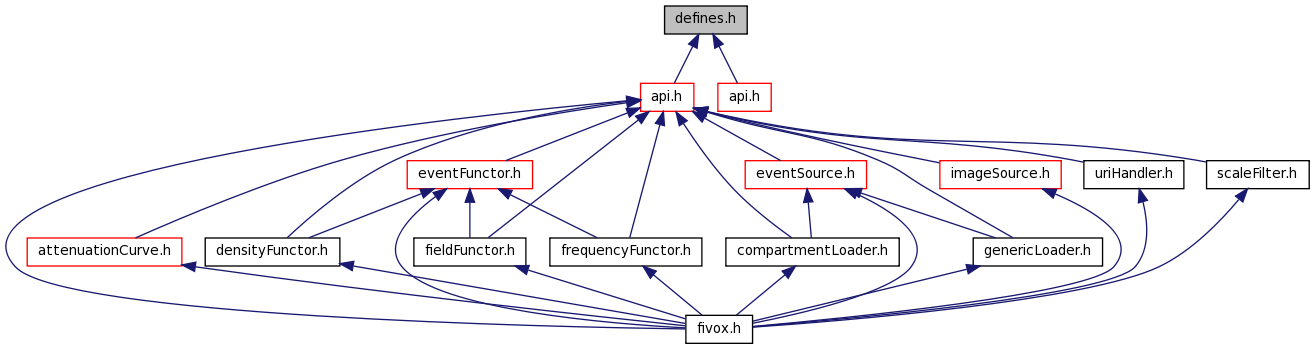 defines.h
api.h
api.h
eventFunctor.h
eventSource.h
imageSource.h
uriHandler.h
scaleFilter.h
attenuationCurve.h
densityFunctor.h
fieldFunctor.h
frequencyFunctor.h
compartmentLoader.h
genericLoader.h
fivox.h